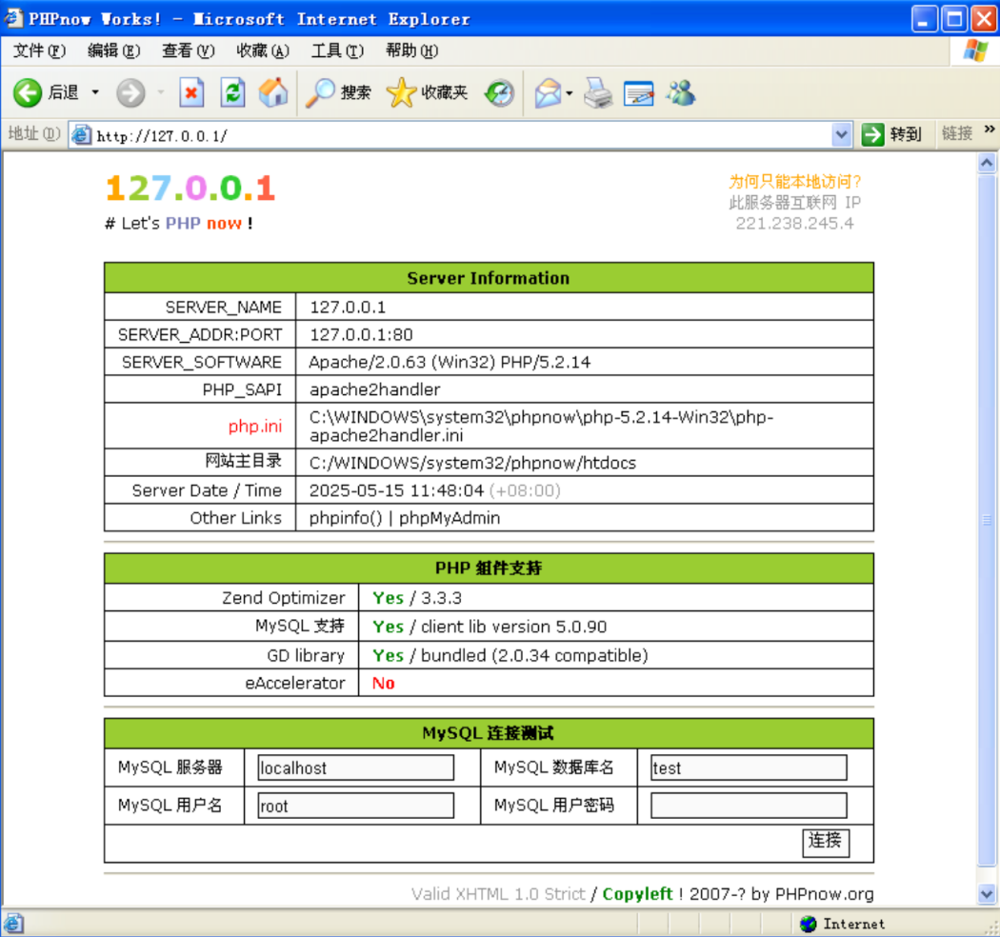 PHPnow Works! - Microsoft Internet Explorer
文件(F) 编辑(E) 查看(V) 收藏(A) 工具(T) 帮助(H)
后退 搜索 收藏夹
地址(D) http://127.0.0.1/ 转到 链接 »
127.0.0.1
为何只能本地访问?
此服务器互联网 IP
# Let's PHP now !
221.238.245.4
Server Information
SERVER_NAME 127.0.0.1
SERVER_ADDR:PORT 127.0.0.1:80
SERVER_SOFTWARE Apache/2.0.63 (Win32) PHP/5.2.14
PHP_SAPI apache2handler
php.ini C:\WINDOWS\system32\phpnow\php-5.2.14-Win32\php-
apache2handler.ini
网站主目录 C:/WINDOWS/system32/phpnow/htdocs
Server Date / Time 2025-05-15 11:48:04 (+08:00)
Other Links phpinfo() | phpMyAdmin
PHP 组件支持
Zend Optimizer Yes / 3.3.3
MySQL 支持 Yes / client lib version 5.0.90
GD library Yes / bundled (2.0.34 compatible)
eAccelerator No
MySQL 连接测试
MySQL 服务器 localhost MySQL 数据库名 test
MySQL 用户名 root MySQL 用户密码
连接
Valid XHTML 1.0 Strict / Copyleft ! 2007-? by PHPnow.org
Internet